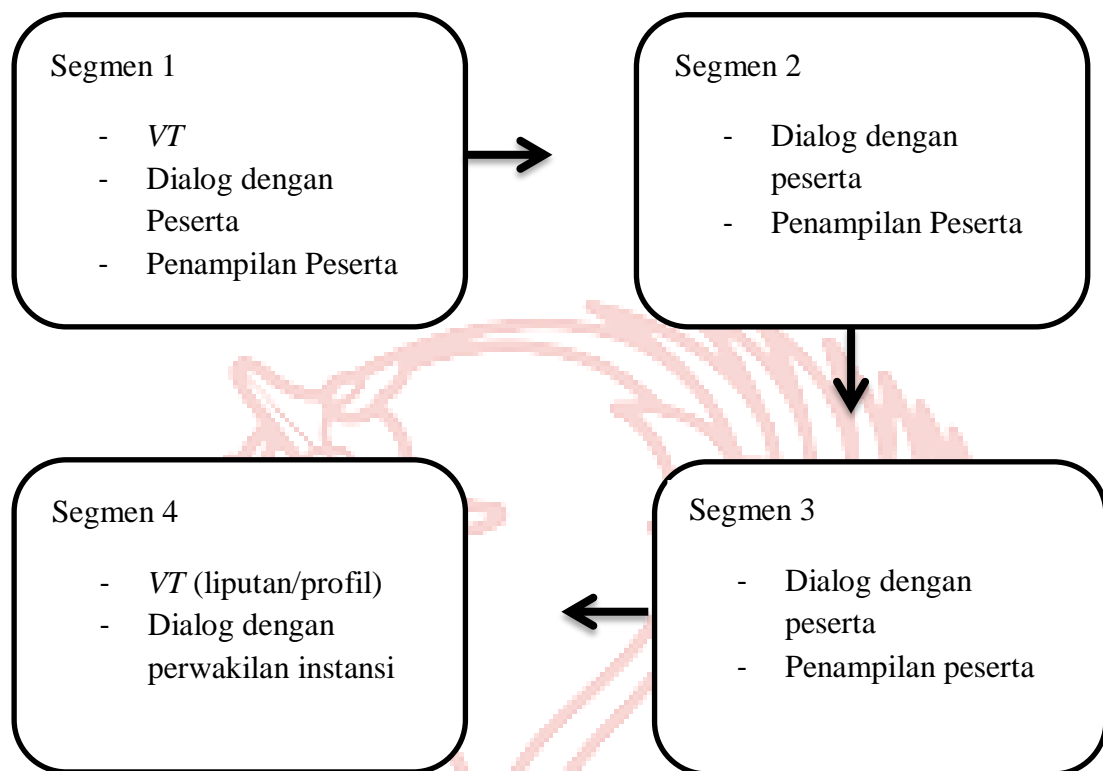 Segmen 1
- VT
- Dialog dengan
Peserta
- Penampilan Peserta
Segmen 2
- Dialog dengan
peserta
- Penampilan Peserta
Segmen 3
- Dialog dengan
peserta
- Penampilan peserta
Segmen 4
- VT (liputan/profil)
- Dialog dengan
perwakilan instansi